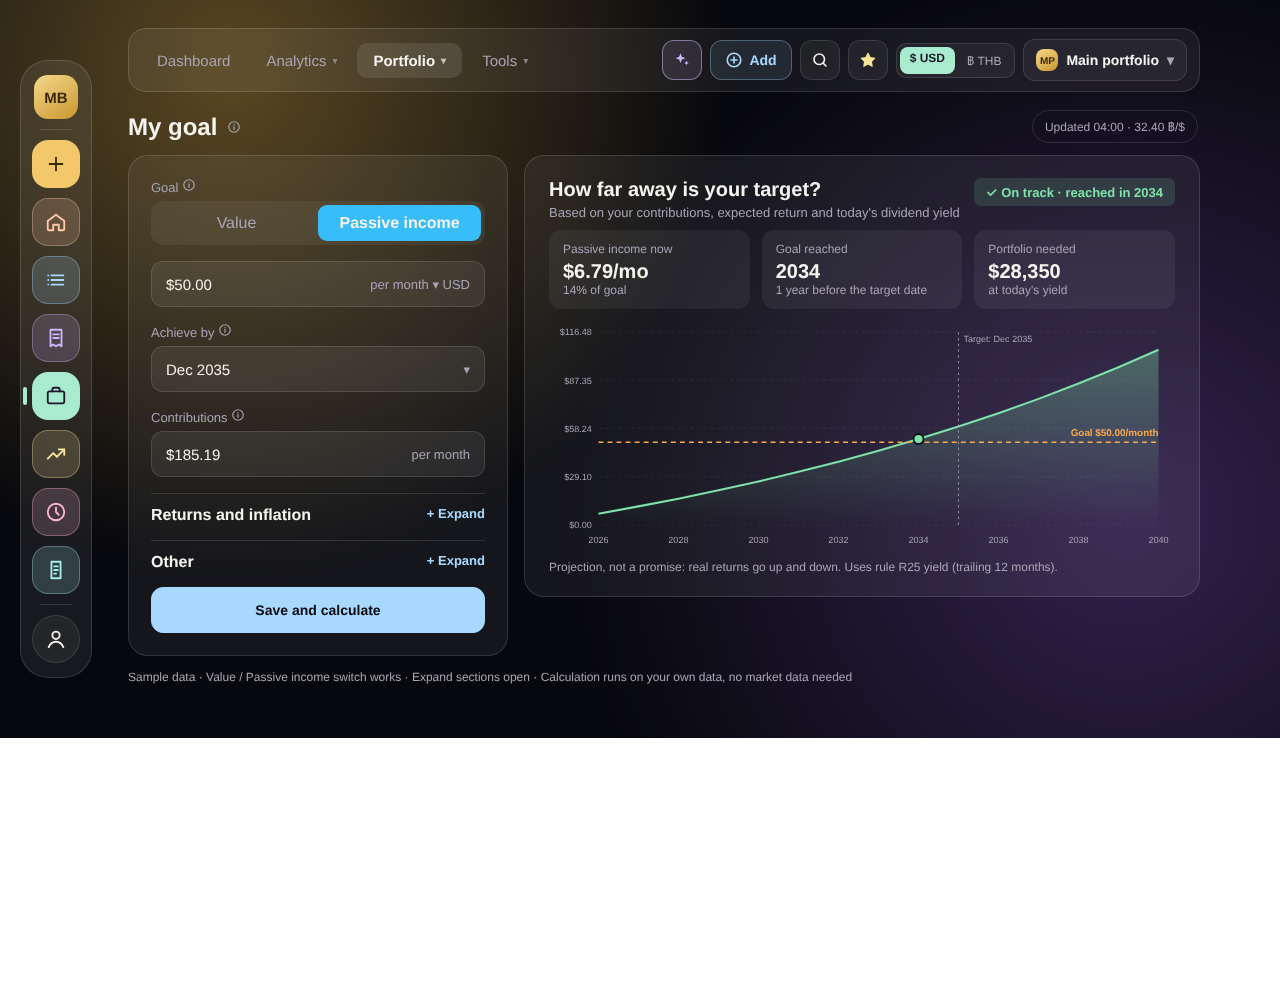 MB
Dashboard Analytics ▾ Portfolio ▾ Tools ▾ Add $ USD ฿ THB MP Main portfolio ▾
My goal
Updated 04:00 · 32.40 ฿/$
Goal
Value Passive income
$50.00 per month ▾ USD
Achieve by
Dec 2035 ▾
Contributions
$185.19 per month
Returns and inflation + Expand
Other + Expand
Save and calculate
How far away is your target?
✓ On track · reached in 2034
Based on your contributions, expected return and today's dividend yield
Passive income now
$6.79/mo
14% of goal
Goal reached
2034
1 year before the target date
Portfolio needed
$28,350
at today's yield
$116.48
$87.35
$58.24
$29.10
$0.00
Target: Dec 2035
Goal $50.00/month
2026 2028 2030 2032 2034 2036 2038 2040
Projection, not a promise: real returns go up and down. Uses rule R25 yield (trailing 12 months).
Sample data · Value / Passive income switch works · Expand sections open · Calculation runs on your own data, no market data needed